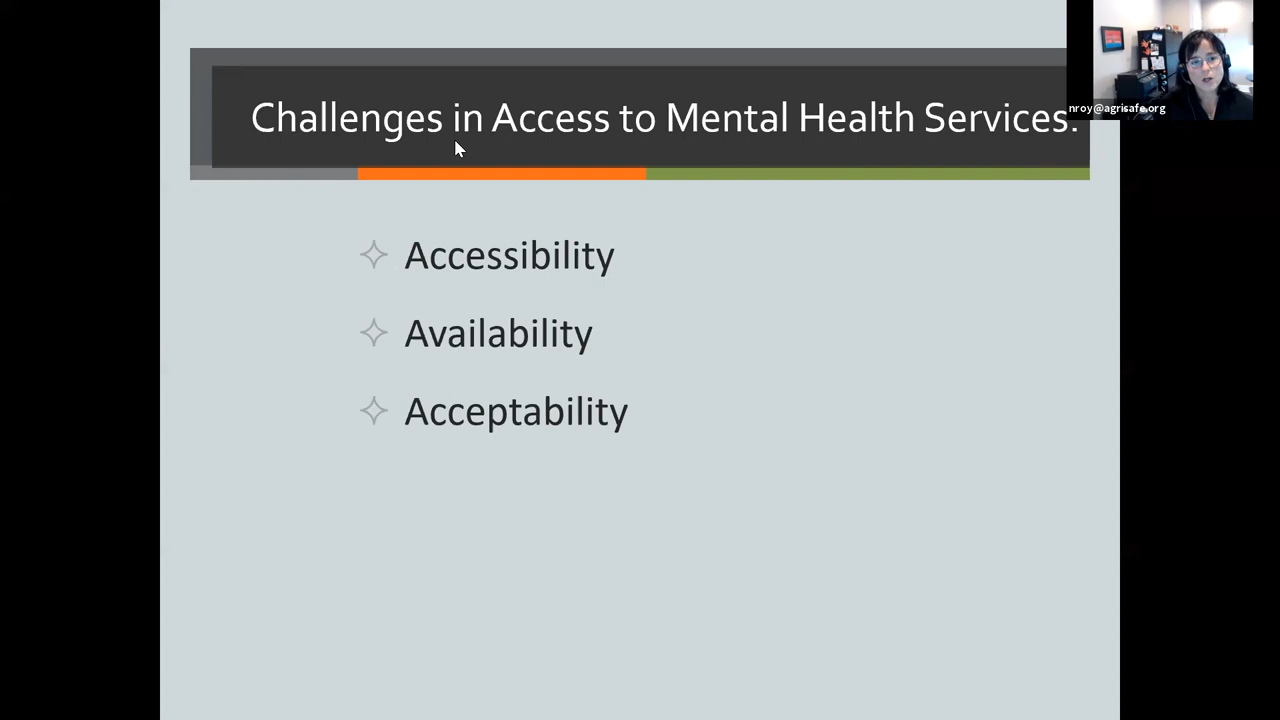 Challenges in Access to Mental Health Services:
nroy@agrisafe.org
Accessibility
Availability
Acceptability